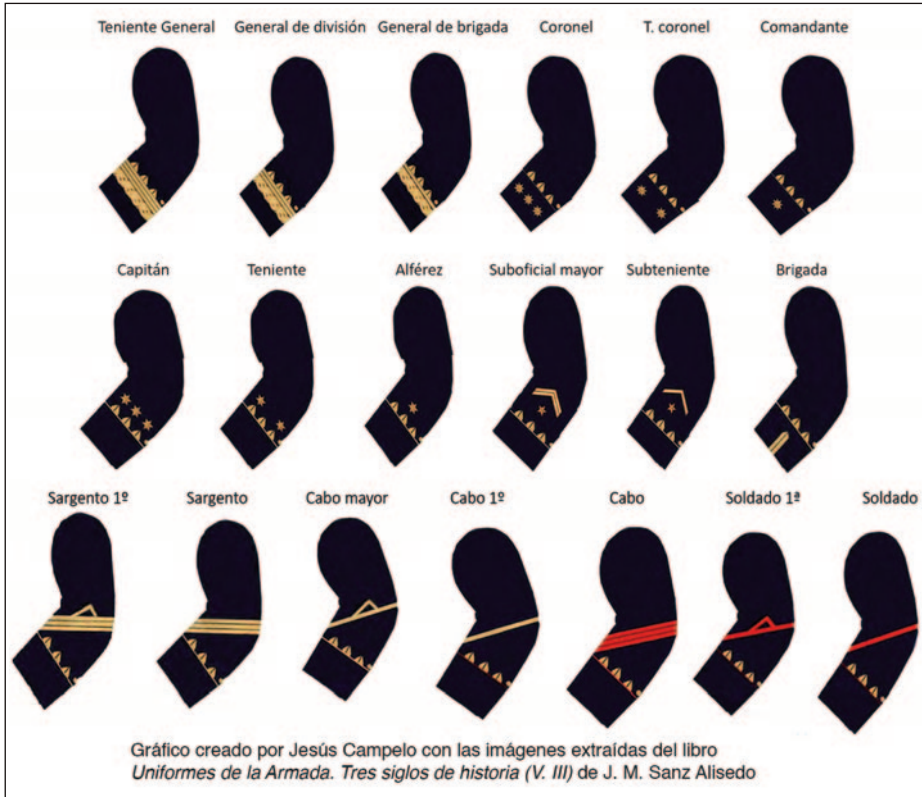 Teniente General General de división General de brigada Coronel T. coronel Comandante
Capitán Teniente Alférez Suboficial mayor Subteniente Brigada
Sargento 1º Sargento Cabo mayor Cabo 1º Cabo Soldado 1ª Soldado
Gráfico creado por Jesús Campelo con las imágenes extraídas del libro
Uniformes de la Armada. Tres siglos de historia (V. III) de J. M. Sanz Alisedo